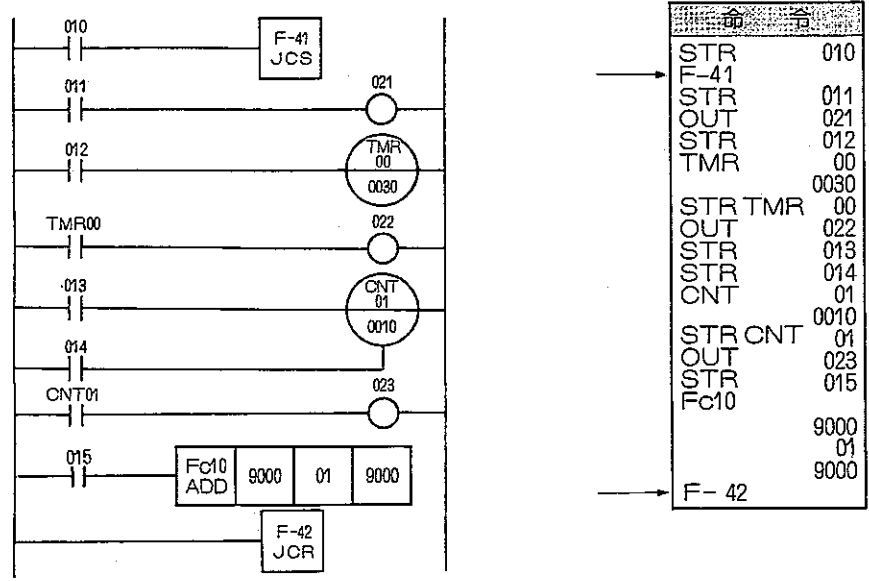 010
F-41
JCS
011
021
012
TMR
00
0030
TMR00
022
013
CNT
01
0010
014
CNT01
023
015
Fc10
ADD
9000
01
9000
F-42
JCR
命 令
STR 010
F-41
STR 011
OUT 021
STR 012
TMR 00
0030
STR TMR 00
OUT 022
STR 013
STR 014
CNT 01
0010
STR CNT 01
OUT 023
STR 015
Fc10
9000
01
9000
F-42